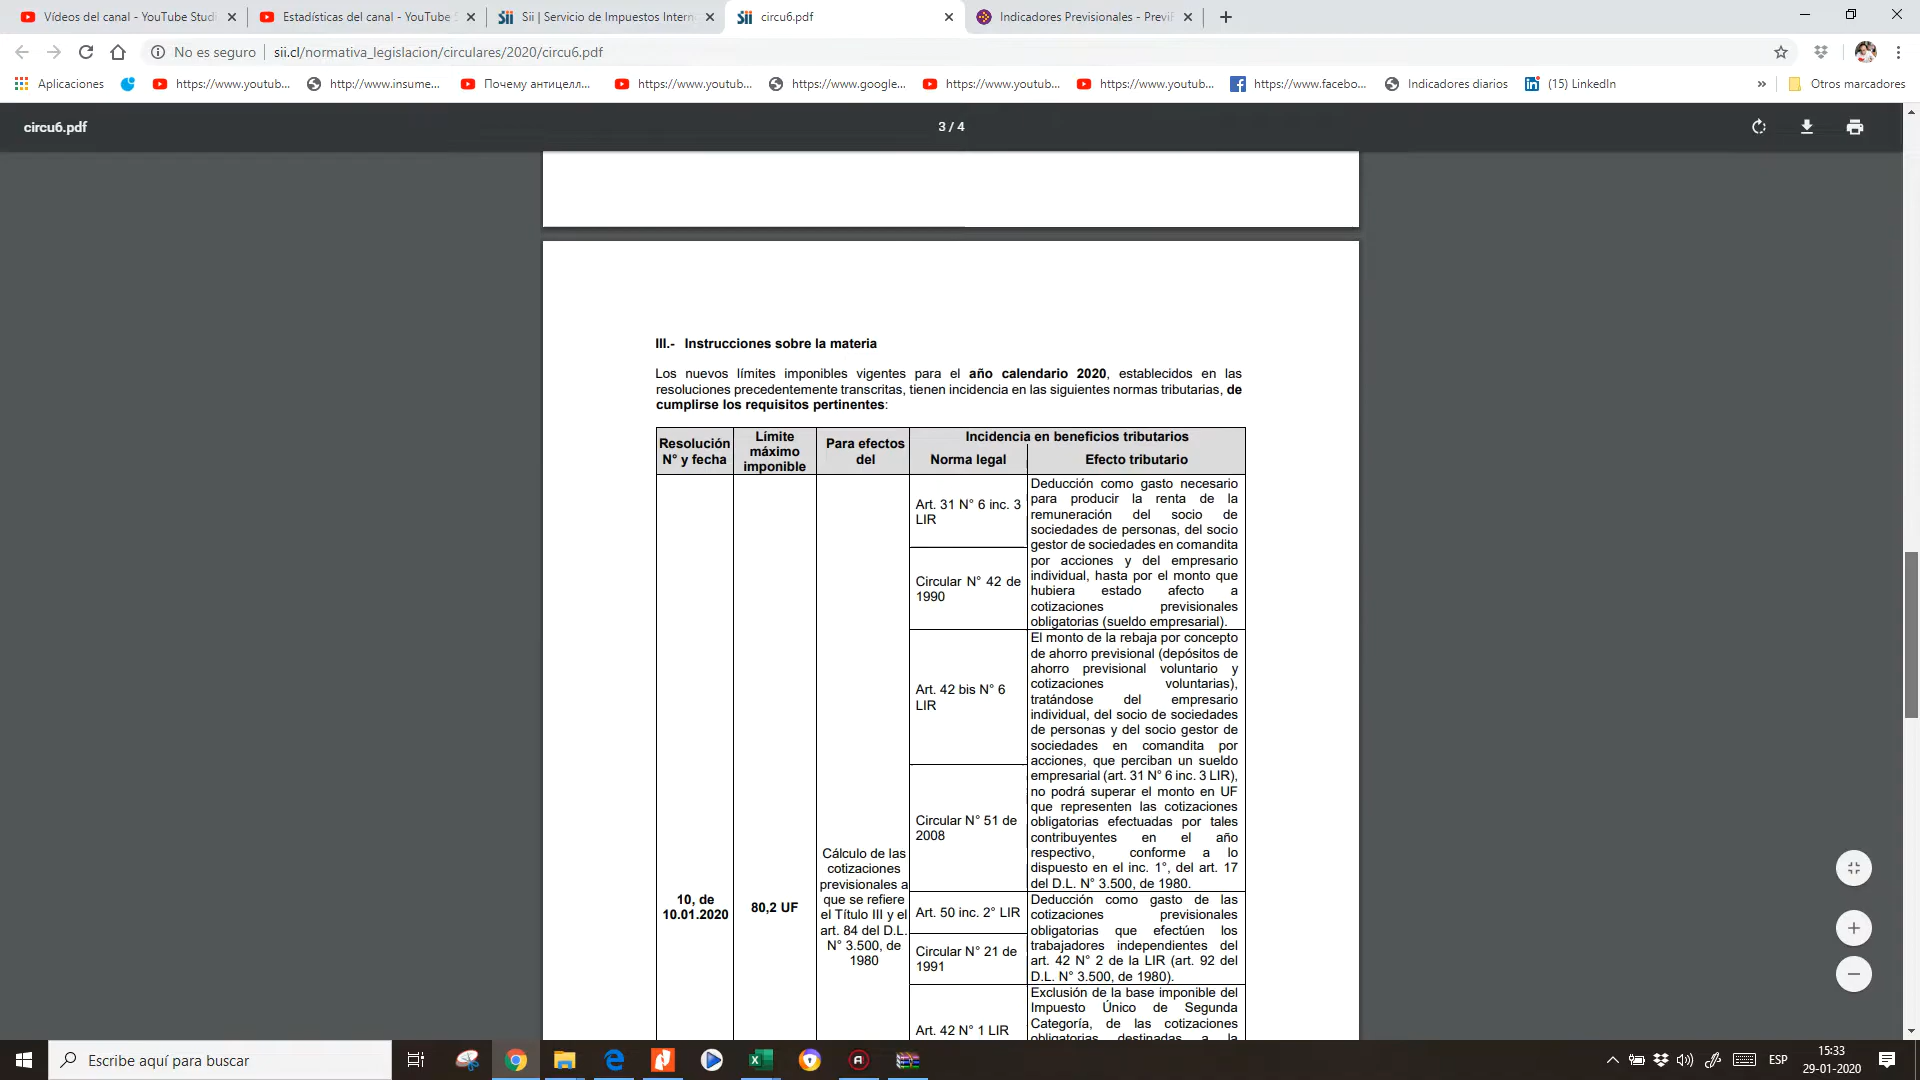 Vídeos del canal - YouTube Studi
Estadísticas del canal - YouTube S
Sii | Servicio de Impuestos Intern
circu6.pdf
Indicadores Previsionales - Previ
No es seguro
sii.cl/normativa_legislacion/circulares/2020/circu6.pdf
Aplicaciones
https://www.youtub...
http://www.insume...
Почему антицелл...
https://www.youtub...
https://www.google...
https://www.youtub...
https://www.youtub...
https://www.facebo...
Indicadores diarios
(15) LinkedIn
»
Otros marcadores
circu6.pdf
3 / 4
III.- Instrucciones sobre la materia
Los nuevos límites imponibles vigentes para el año calendario 2020, establecidos en las
resoluciones precedentemente transcritas, tienen incidencia en las siguientes normas tributarias, de
cumplirse los requisitos pertinentes:
Resolución
N° y fecha
Límite
máximo
imponible
Para efectos
del
Incidencia en beneficios tributarios
Norma legal
Efecto tributario
10, de
10.01.2020
80,2 UF
Cálculo de las
cotizaciones
previsionales a
que se refiere
el Título III y el
art. 84 del D.L.
N° 3.500, de
1980
Art. 31 N° 6 inc. 3
LIR
Circular N° 42 de
1990
Deducción como gasto necesario
para producir la renta de la
remuneración del socio de
sociedades de personas, del socio
gestor de sociedades en comandita
por acciones y del empresario
individual, hasta por el monto que
hubiera estado afecto a
cotizaciones previsionales
obligatorias (sueldo empresarial).
Art. 42 bis N° 6
LIR
Circular N° 51 de
2008
El monto de la rebaja por concepto
de ahorro previsional (depósitos de
ahorro previsional voluntario y
cotizaciones voluntarias),
tratándose del empresario
individual, del socio de sociedades
de personas y del socio gestor de
sociedades en comandita por
acciones, que perciban un sueldo
empresarial (art. 31 N° 6 inc. 3 LIR),
no podrá superar el monto en UF
que representen las cotizaciones
obligatorias efectuadas por tales
contribuyentes en el año
respectivo, conforme a lo
dispuesto en el inc. 1°, del art. 17
del D.L. N° 3.500, de 1980.
Art. 50 inc. 2° LIR
Circular N° 21 de
1991
Deducción como gasto de las
cotizaciones previsionales
obligatorias que efectúen los
trabajadores independientes del
art. 42 N° 2 de la LIR (art. 92 del
D.L. N° 3.500, de 1980).
Art. 42 N° 1 LIR
Exclusión de la base imponible del
Impuesto Único de Segunda
Categoría, de las cotizaciones
obligatorias destinadas a la
Escribe aquí para buscar
ESP
15:33
29-01-2020